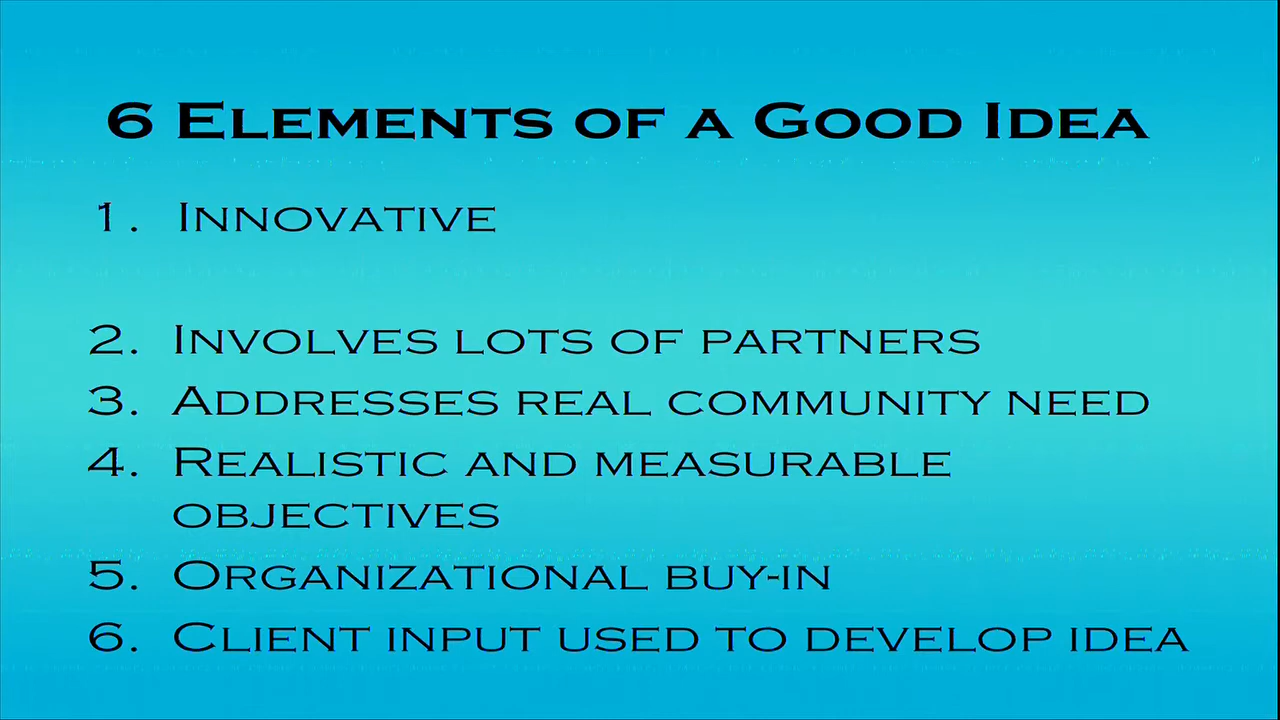 6 Elements of a Good Idea
1. Innovative
2. Involves lots of partners
3. Addresses real community need
4. Realistic and measurable
objectives
5. Organizational buy-in
6. Client input used to develop idea